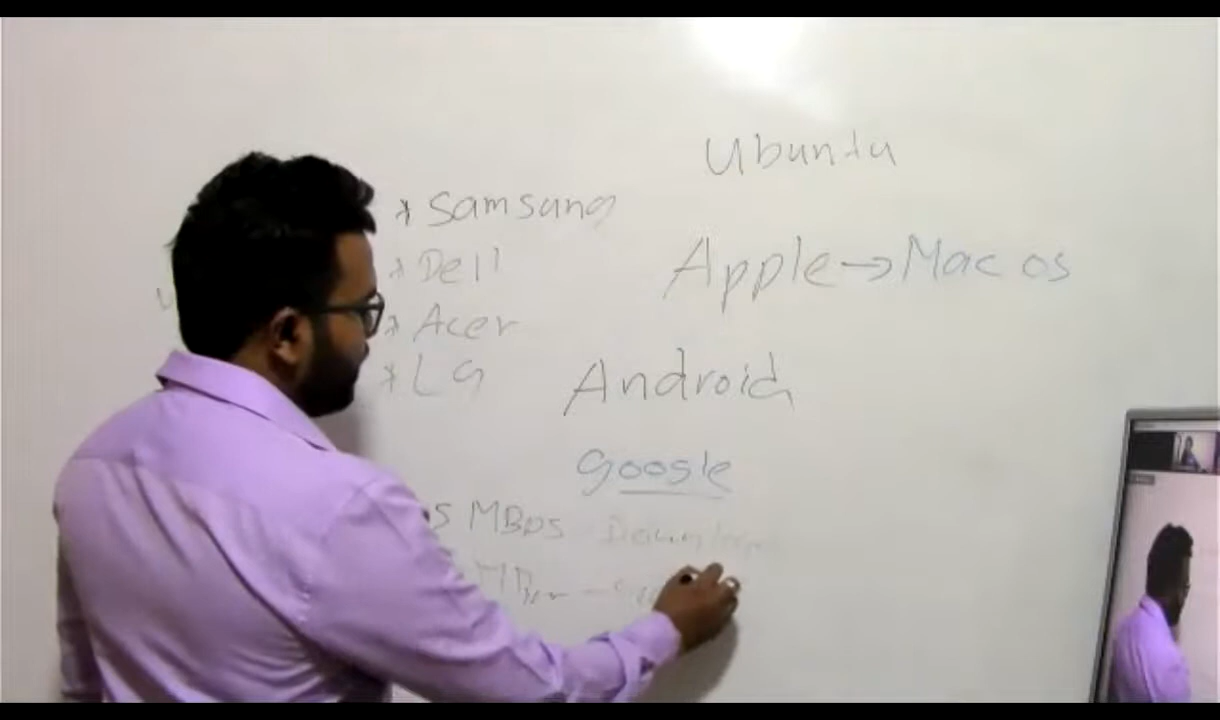 Ubuntu
* Samsung
* Dell
Apple → Mac os
* Acer
* LG
Android
Google
5 MBps Download